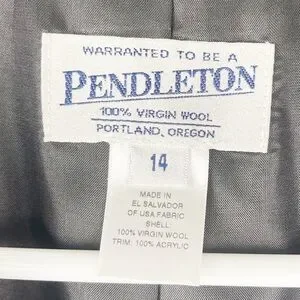 WARRANTED TO BE A
PENDLETON
100% VIRGIN WOOL
PORTLAND, OREGON
14
MADE IN
EL SALVADOR
OF USA FABRIC
SHELL:
100% VIRGIN WOOL
TRIM: 100% ACRYLIC